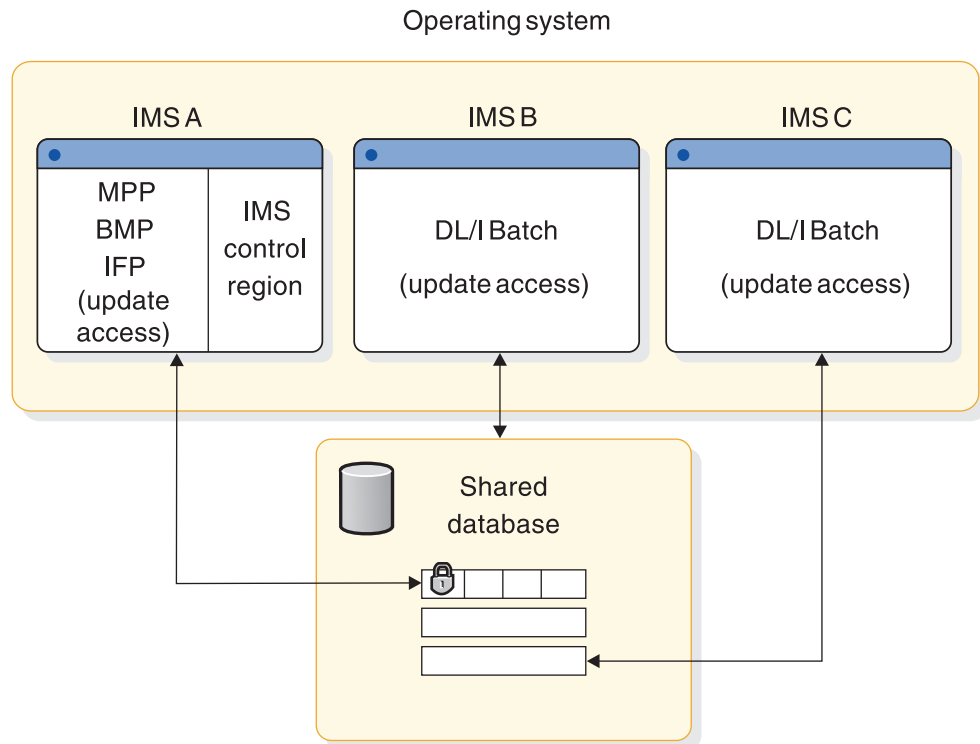 Operating system
IMS A
IMS B
IMS C
MPP
BMP
IFP
(update
access)
IMS
control
region
DL/I Batch
(update access)
DL/I Batch
(update access)
Shared
database
1